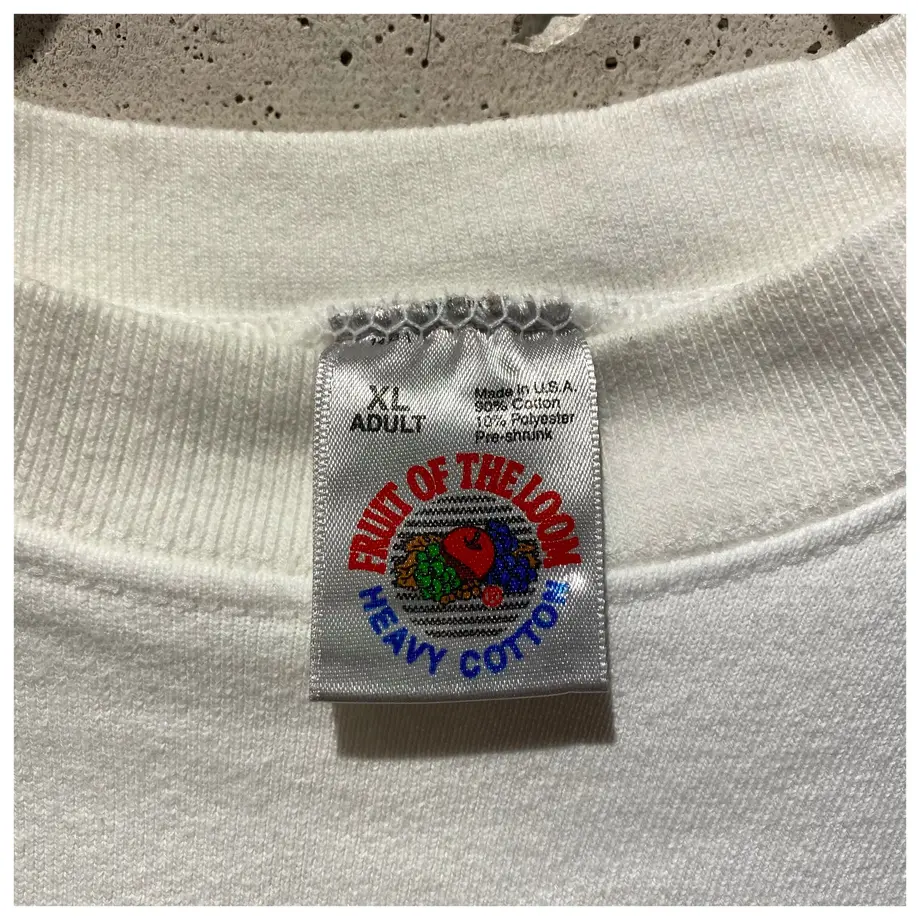 XL
ADULT
Made in U.S.A.
90% Cotton
10% Polyester
Pre-shrunk
FRUIT OF THE LOOM
®
HEAVY COTTON